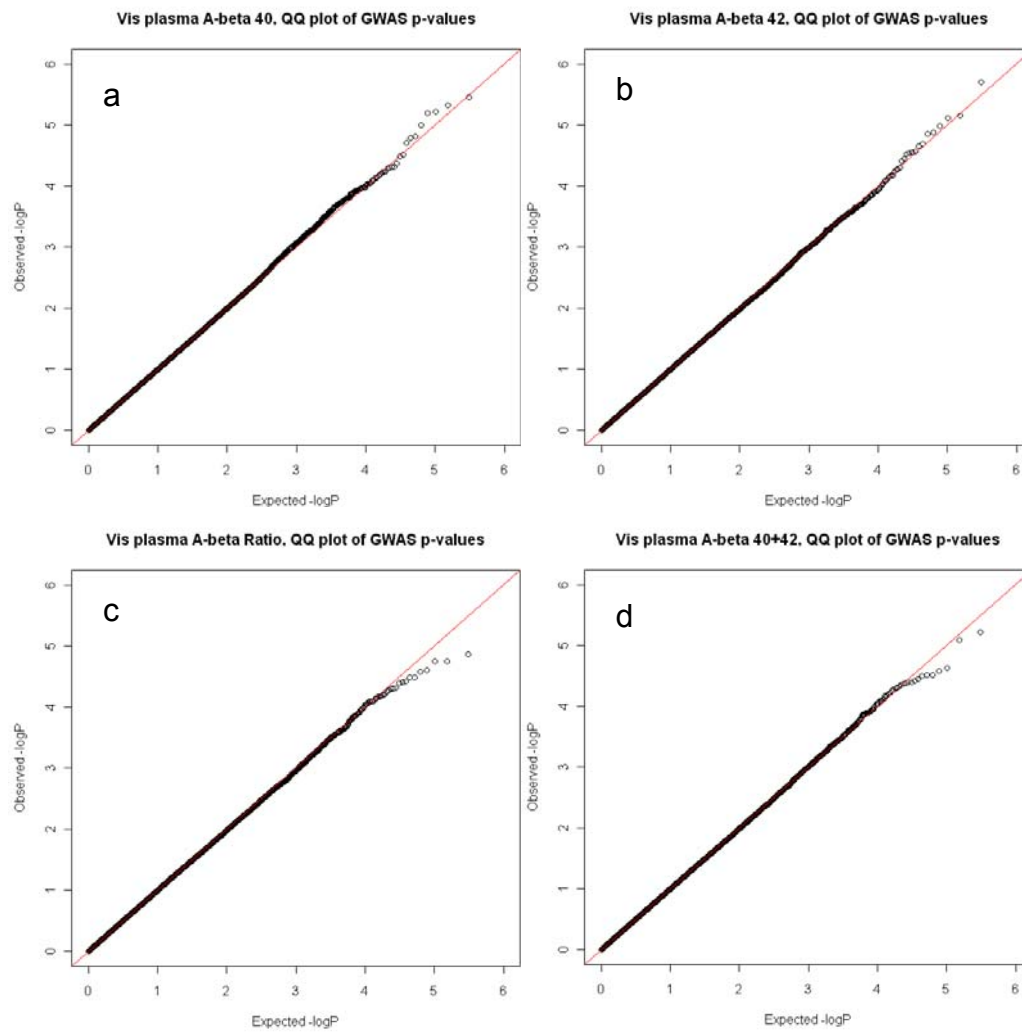 Vis plasma A-beta 40, QQ plot of GWAS p-values
a
Observed -logP
6
5
4
3
2
1
0
0 1 2 3 4 5 6
Expected -logP
Vis plasma A-beta 42, QQ plot of GWAS p-values
b
Observed -logP
6
5
4
3
2
1
0
0 1 2 3 4 5 6
Expected -logP
Vis plasma A-beta Ratio, QQ plot of GWAS p-values
c
Observed -logP
6
5
4
3
2
1
0
0 1 2 3 4 5 6
Expected -logP
Vis plasma A-beta 40+42, QQ plot of GWAS p-values
d
Observed -logP
6
5
4
3
2
1
0
0 1 2 3 4 5 6
Expected -logP